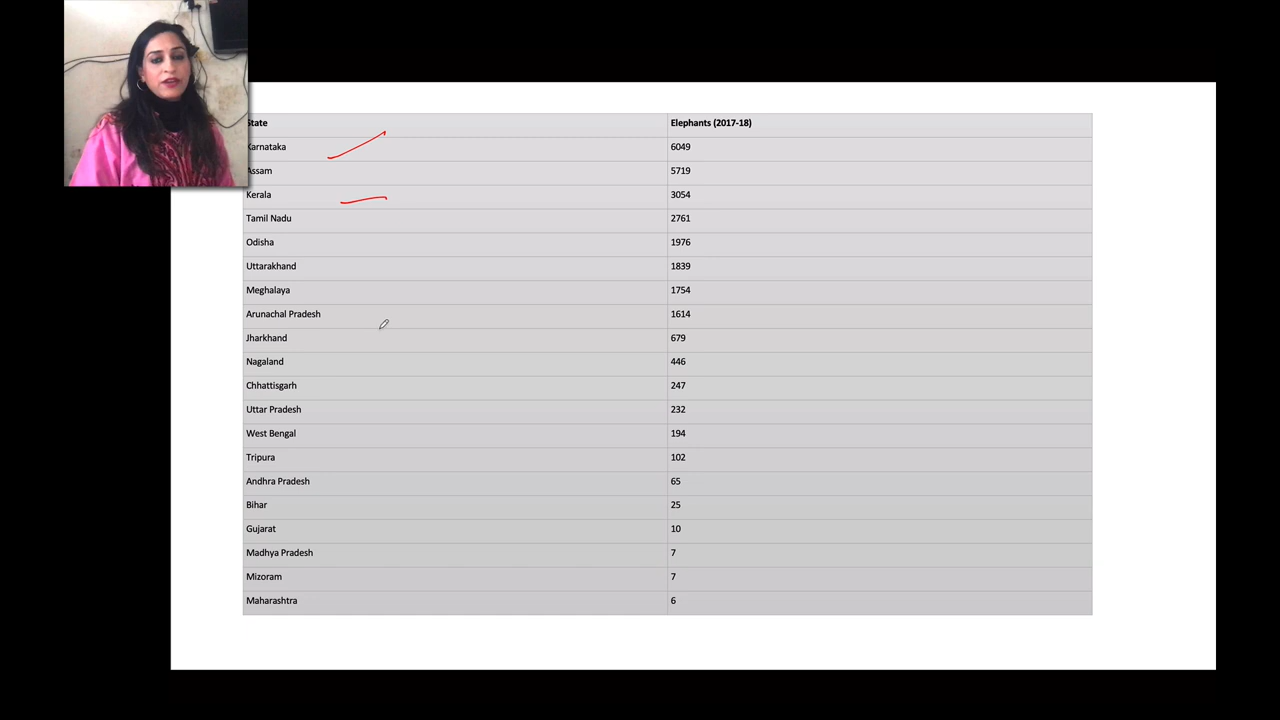 State Elephants (2017-18)
Karnataka 6049
Assam 5719
Kerala 3054
Tamil Nadu 2761
Odisha 1976
Uttarakhand 1839
Meghalaya 1754
Arunachal Pradesh 1614
Jharkhand 679
Nagaland 446
Chhattisgarh 247
Uttar Pradesh 232
West Bengal 194
Tripura 102
Andhra Pradesh 65
Bihar 25
Gujarat 10
Madhya Pradesh 7
Mizoram 7
Maharashtra 6